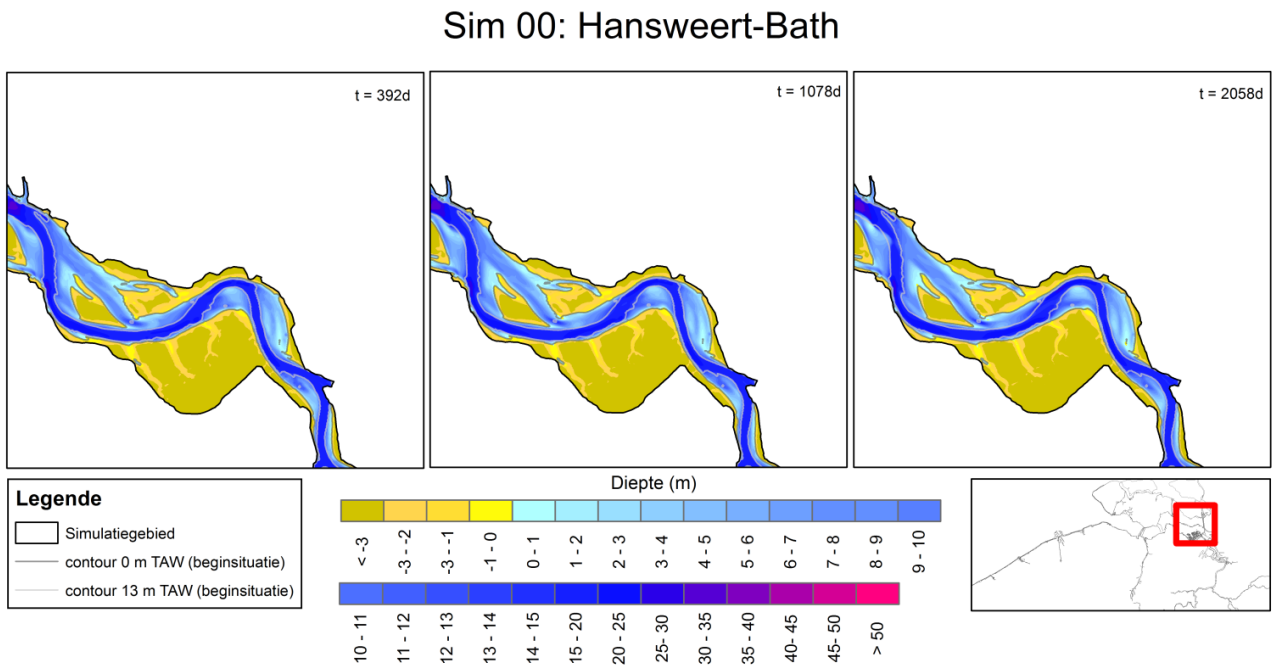 Sim 00: Hansweert-Bath
t = 392d
t = 1078d
t = 2058d
Legende
Simulatiegebied
contour 0 m TAW (beginsituatie)
contour 13 m TAW (beginsituatie)
Diepte (m)
< -3
-3 - -2
-3 - -1
-1 - 0
0 - 1
1 - 2
2 - 3
3 - 4
4 - 5
5 - 6
6 - 7
7 - 8
8 - 9
9 - 10
10 - 11
11 - 12
12 - 13
13 - 14
14 - 15
15 - 20
20 - 25
25- 30
30 - 35
35 - 40
40- 45
45- 50
> 50